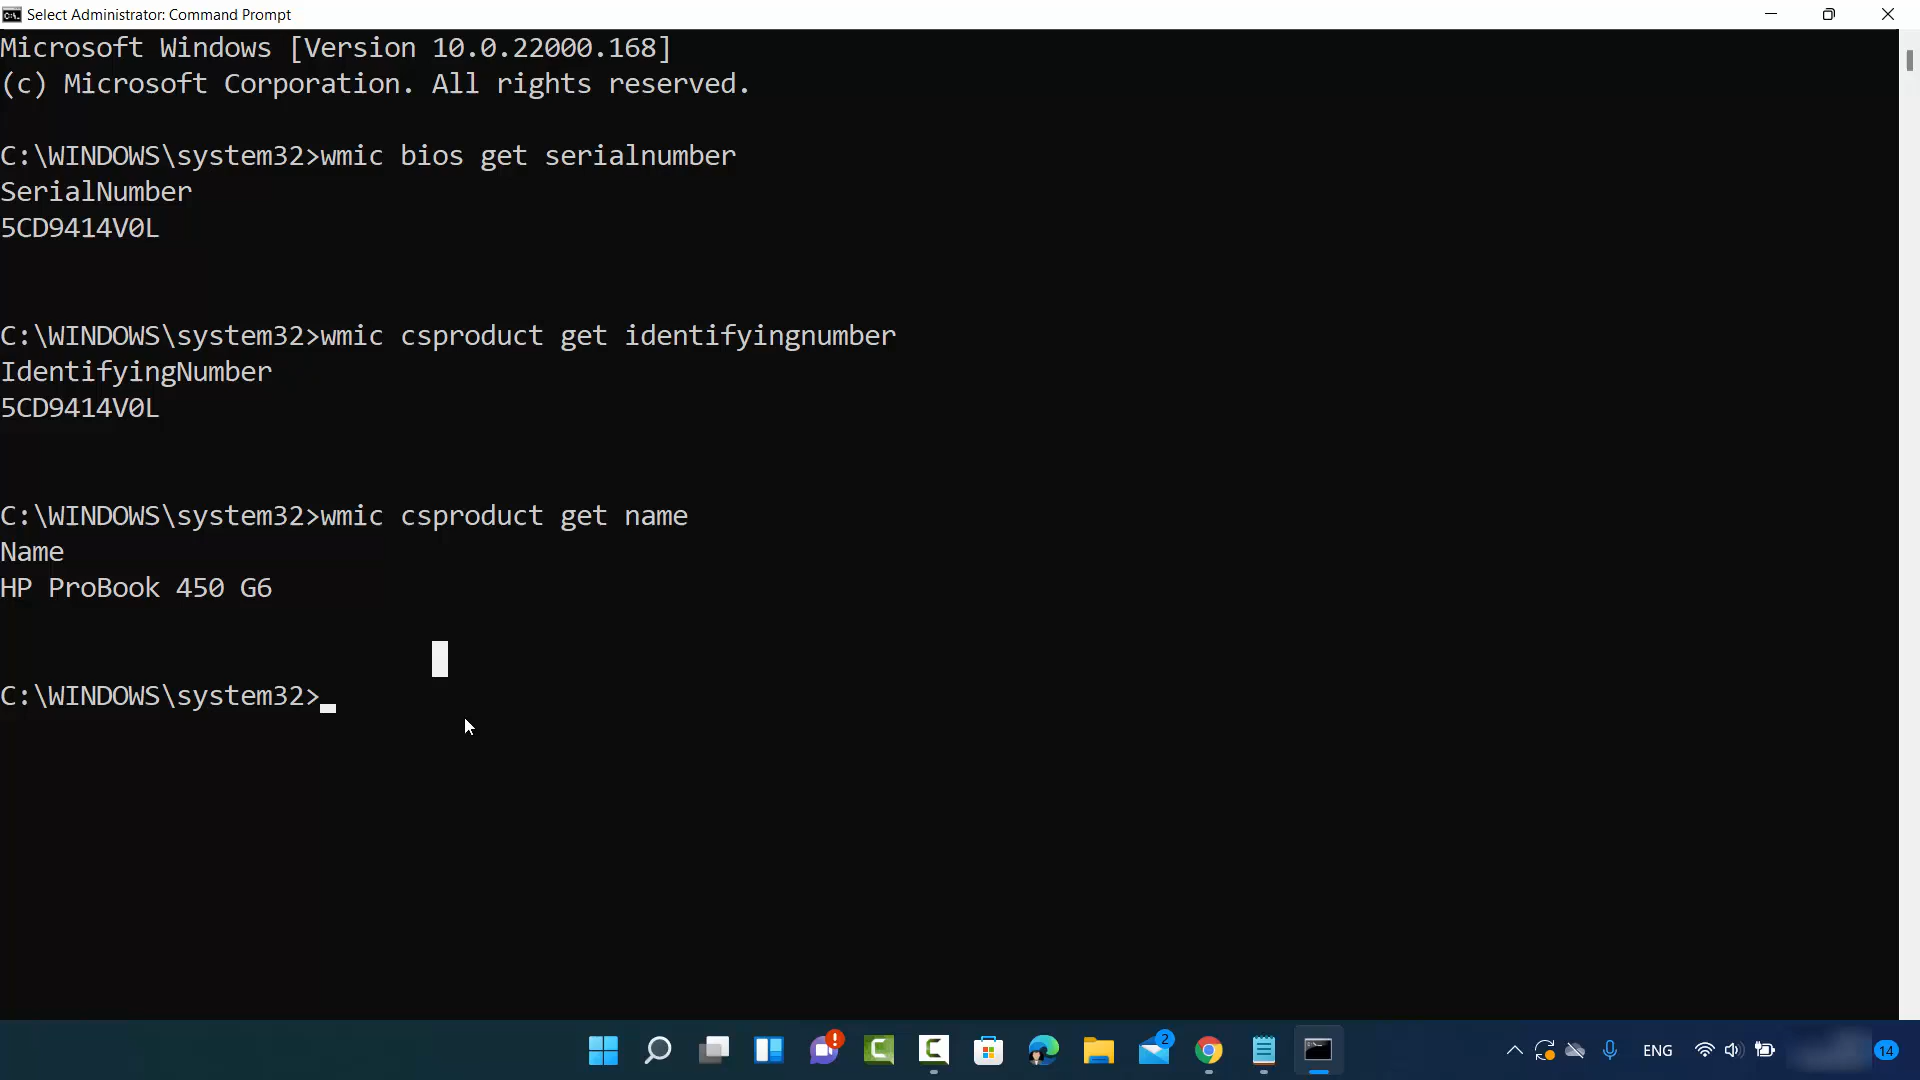 Select Administrator: Command Prompt
Microsoft Windows [Version 10.0.22000.168]
(c) Microsoft Corporation. All rights reserved.
C:\WINDOWS\system32>wmic bios get serialnumber
SerialNumber
5CD9414V0L
C:\WINDOWS\system32>wmic csproduct get identifyingnumber
IdentifyingNumber
5CD9414V0L
C:\WINDOWS\system32>wmic csproduct get name
Name
HP ProBook 450 G6
C:\WINDOWS\system32>
2
ENG
14